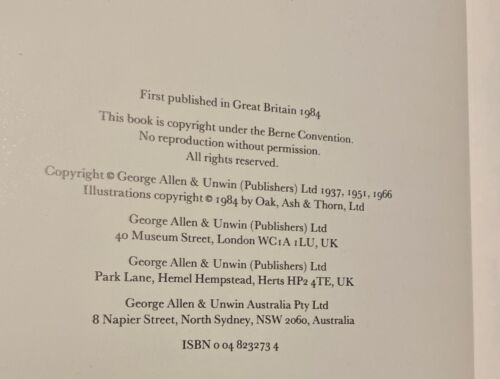 First published in Great Britain 1984
This book is copyright under the Berne Convention.
No reproduction without permission.
All rights reserved.
Copyright © George Allen & Unwin (Publishers) Ltd 1937, 1951, 1966
Illustrations copyright © 1984 by Oak, Ash & Thorn, Ltd
George Allen & Unwin (Publishers) Ltd
40 Museum Street, London WC1A 1LU, UK
George Allen & Unwin (Publishers) Ltd
Park Lane, Hemel Hempstead, Herts HP2 4TE, UK
George Allen & Unwin Australia Pty Ltd
8 Napier Street, North Sydney, NSW 2060, Australia
ISBN 0 04 823273 4